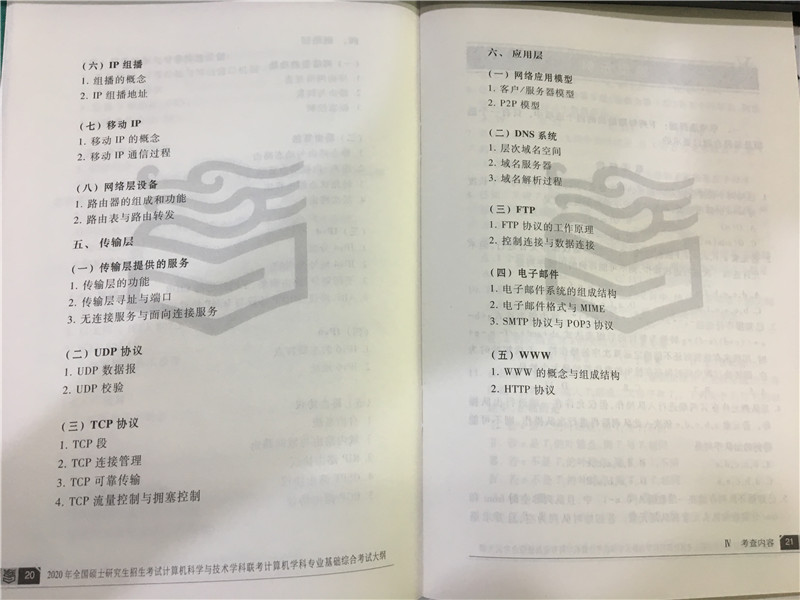 （六）IP 组播
1. 组播的概念
2. IP 组播地址
（七）移动 IP
1. 移动 IP 的概念
2. 移动 IP 通信过程
（八）网络层设备
1. 路由器的组成和功能
2. 路由表与路由转发
五、传输层
（一）传输层提供的服务
1. 传输层的功能
2. 传输层寻址与端口
3. 无连接服务与面向连接服务
（二）UDP 协议
1. UDP 数据报
2. UDP 校验
（三）TCP 协议
1. TCP 段
2. TCP 连接管理
3. TCP 可靠传输
4. TCP 流量控制与拥塞控制
20 2020 年全国硕士研究生招生考试计算机科学与技术学科联考计算机学科专业基础综合考试大纲
六、应用层
（一）网络应用模型
1. 客户/服务器模型
2. P2P 模型
（二）DNS 系统
1. 层次域名空间
2. 域名服务器
3. 域名解析过程
（三）FTP
1. FTP 协议的工作原理
2. 控制连接与数据连接
（四）电子邮件
1. 电子邮件系统的组成结构
2. 电子邮件格式与 MIME
3. SMTP 协议与 POP3 协议
（五）WWW
1. WWW 的概念与组成结构
2. HTTP 协议
Ⅳ 考查内容 21